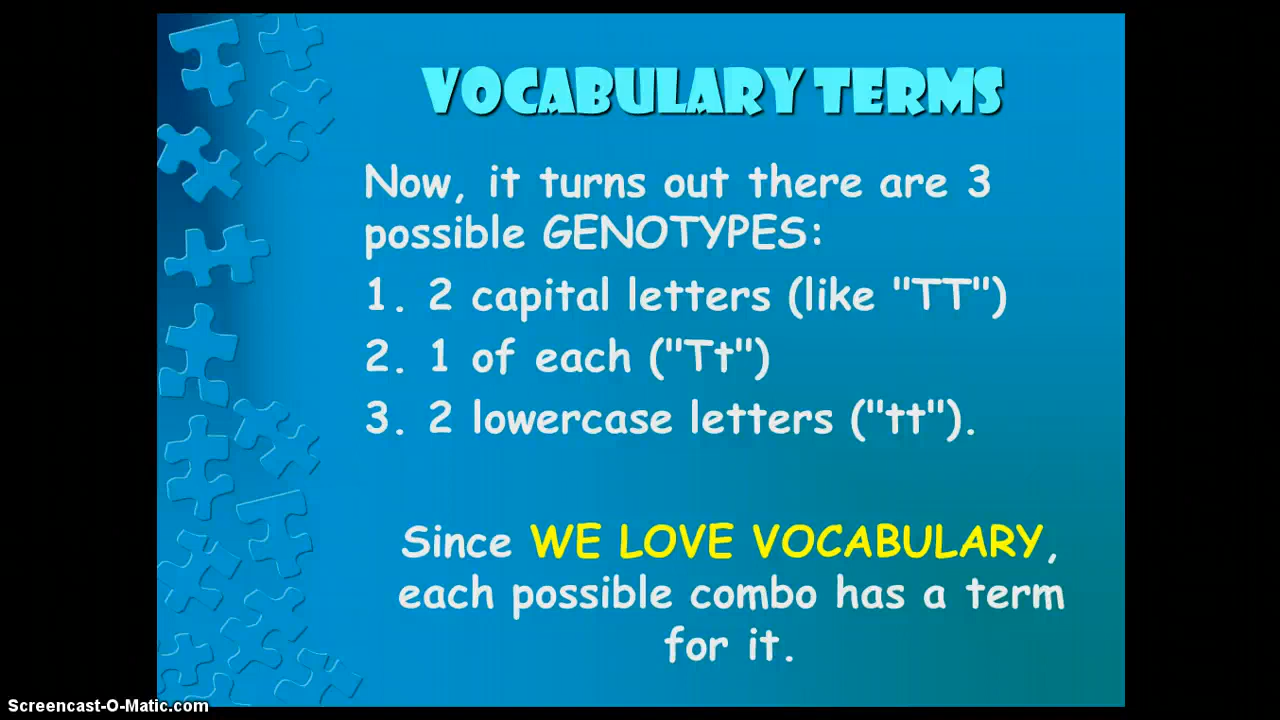 VOCABULARY TERMS
Now, it turns out there are 3
possible GENOTYPES:
1. 2 capital letters (like "TT")
2. 1 of each ("Tt")
3. 2 lowercase letters ("tt").
Since WE LOVE VOCABULARY,
each possible combo has a term
for it.
Screencast-O-Matic.com